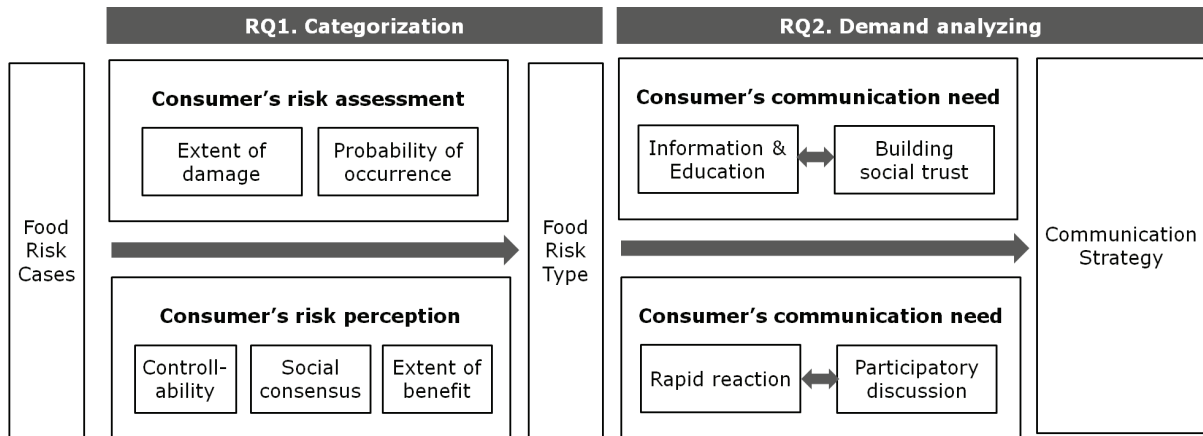 RQ1. Categorization
RQ2. Demand analyzing
Food
Risk
Cases
Consumer’s risk assessment
Extent of
damage
Probability of
occurrence
Consumer’s risk perception
Controll-
ability
Social
consensus
Extent of
benefit
Food
Risk
Type
Consumer’s communication need
Information &
Education
Building
social trust
Consumer’s communication need
Rapid reaction
Participatory
discussion
Communication
Strategy